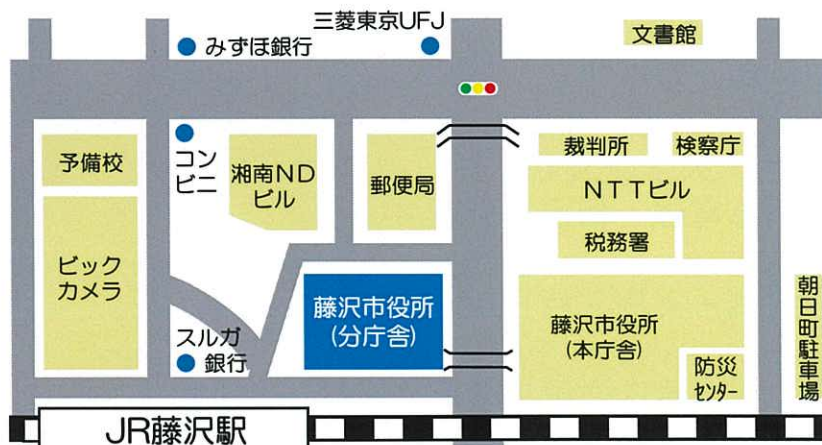 三菱東京UFJ
文書館
みずほ銀行
コン
ビニ
予備校
湘南ND
ビル
郵便局
裁判所
検察庁
NTTビル
税務署
ビック
カメラ
藤沢市役所
(分庁舎)
藤沢市役所
(本庁舎)
朝日町駐車場
スルガ
銀行
防災
センター
JR藤沢駅